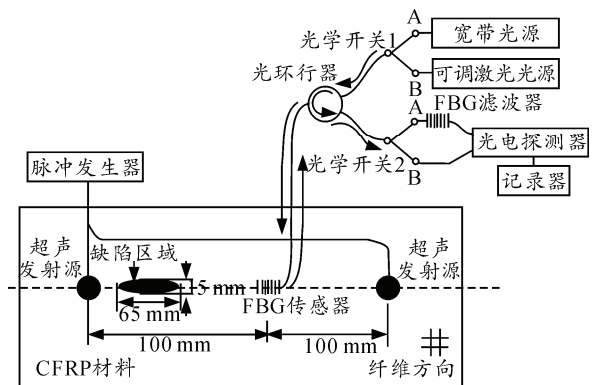 A
光学开关1
宽带光源
光环行器
B
可调激光光源
A
FBG滤波器
光学开关2
B
光电探测器
记录器
脉冲发生器
超声
发射源
缺陷区域
超声
发射源
5 mm
65 mm
FBG传感器
100 mm
100 mm
CFRP材料
纤维方向